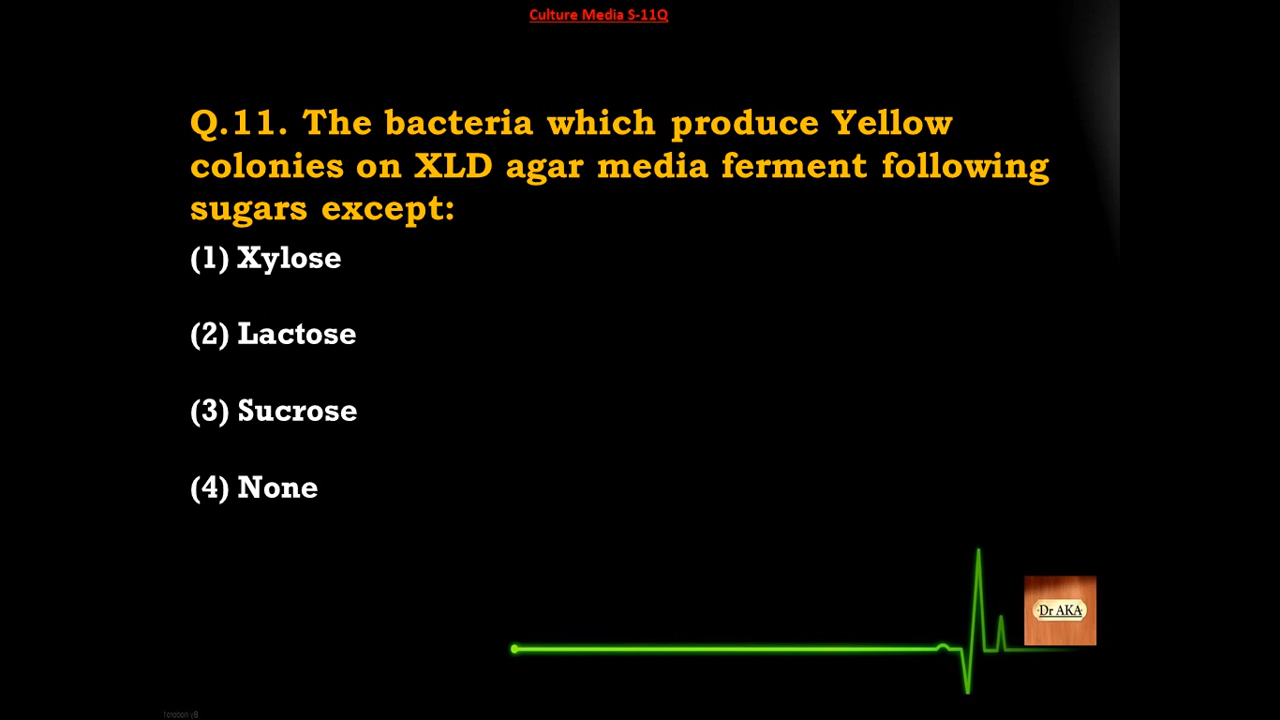 Culture Media S-11Q
Q.11. The bacteria which produce Yellow
colonies on XLD agar media ferment following
sugars except:
(1) Xylose
(2) Lactose
(3) Sucrose
(4) None
Dr AKA